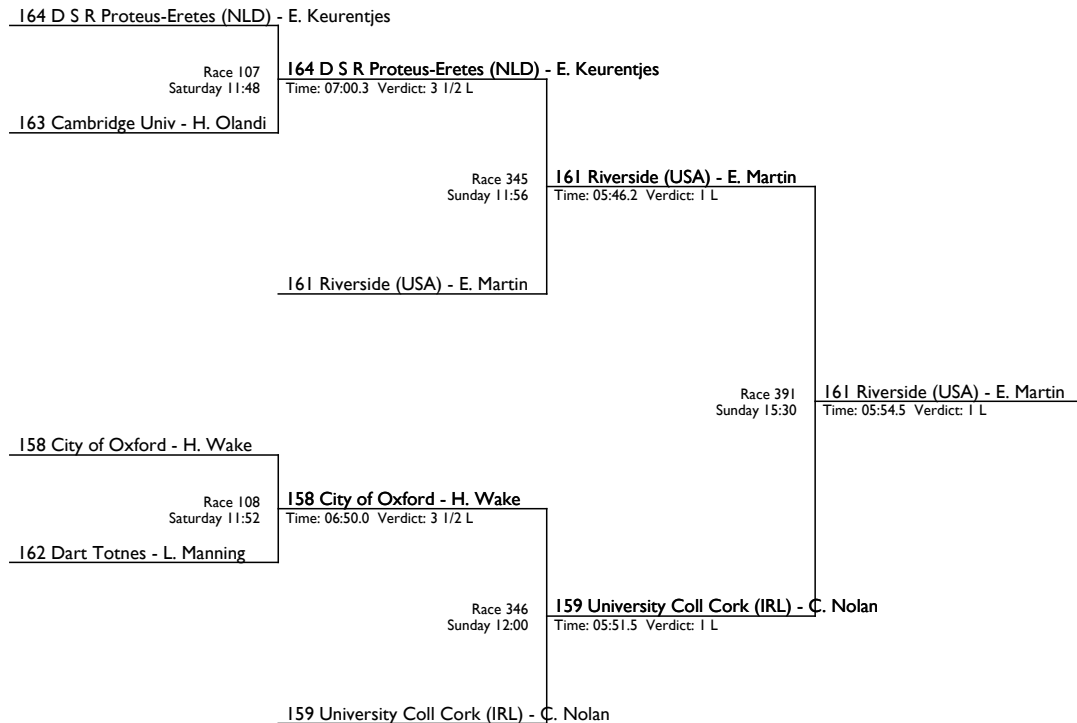 164 D S R Proteus-Eretes (NLD) - E. Keurentjes
Race 107
Saturday 11:48
164 D S R Proteus-Eretes (NLD) - E. Keurentjes
Time: 07:00.3 Verdict: 3 1/2 L
163 Cambridge Univ - H. Olandi
Race 345
Sunday 11:56
161 Riverside (USA) - E. Martin
Time: 05:46.2 Verdict: 1 L
161 Riverside (USA) - E. Martin
Race 391
Sunday 15:30
161 Riverside (USA) - E. Martin
Time: 05:54.5 Verdict: 1 L
158 City of Oxford - H. Wake
Race 108
Saturday 11:52
158 City of Oxford - H. Wake
Time: 06:50.0 Verdict: 3 1/2 L
162 Dart Totnes - L. Manning
Race 346
Sunday 12:00
159 University Coll Cork (IRL) - C. Nolan
Time: 05:51.5 Verdict: 1 L
159 University Coll Cork (IRL) - C. Nolan